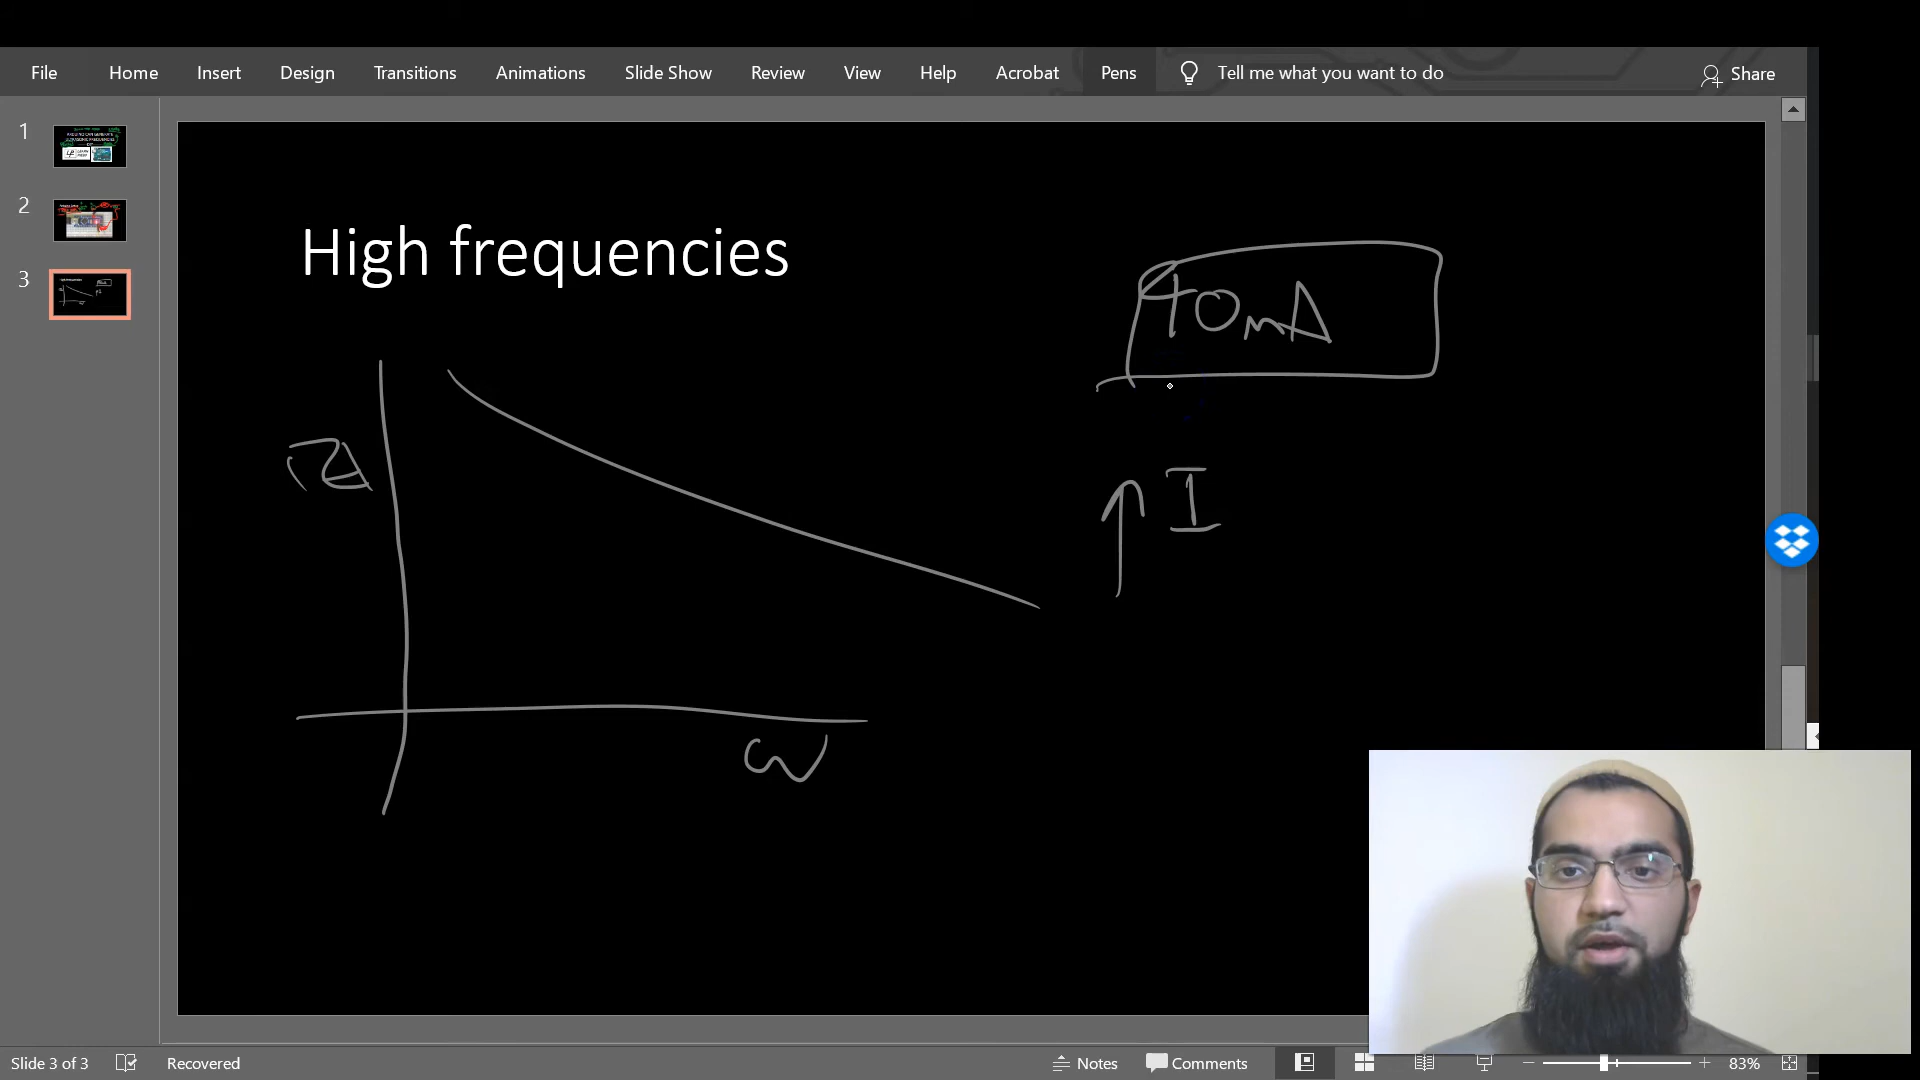 File Home Insert Design Transitions Animations Slide Show Review View Help Acrobat Pens Tell me what you want to do Share
1
2
3
High frequencies
40mA
|Z|
↑ I
ω
Slide 3 of 3 Recovered Notes Comments 83%